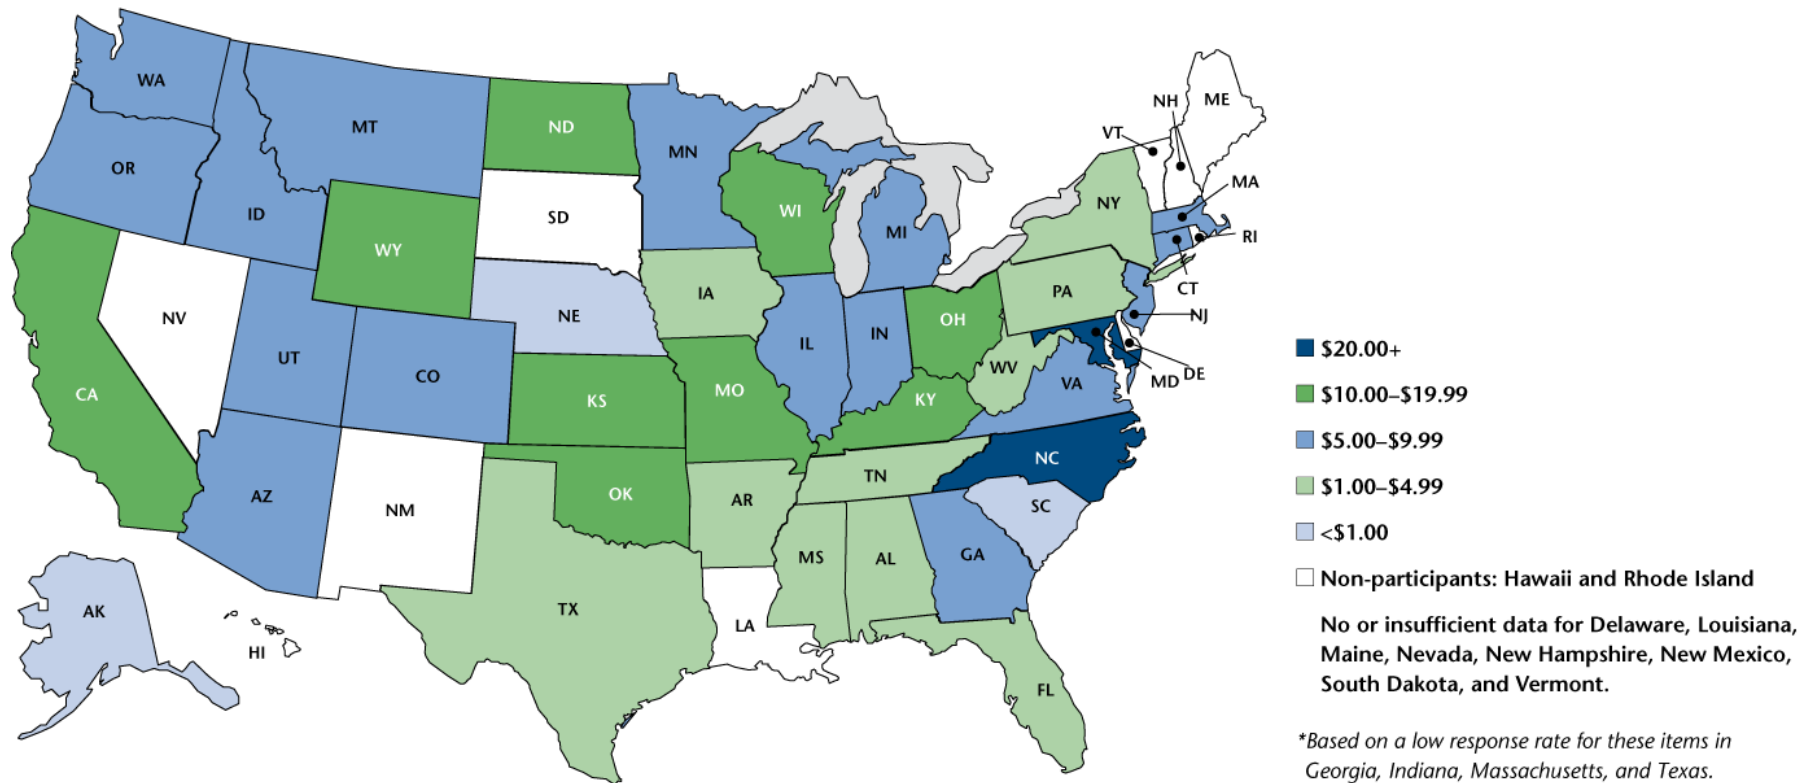 WA
OR
MT
ID
WY
ND
SD
MN
WI
MI
NE
IA
NV
UT
CO
CA
AZ
NM
KS
MO
OK
AR
TX
LA
IL
IN
OH
KY
TN
MS
AL
GA
FL
SC
NC
VA
WV
PA
NY
VT
NH
ME
MA
RI
CT
NJ
DE
MD
AK
HI
$20.00+
$10.00–$19.99
$5.00–$9.99
$1.00–$4.99
<$1.00
Non-participants: Hawaii and Rhode Island
No or insufficient data for Delaware, Louisiana,
Maine, Nevada, New Hampshire, New Mexico,
South Dakota, and Vermont.
*Based on a low response rate for these items in
Georgia, Indiana, Massachusetts, and Texas.